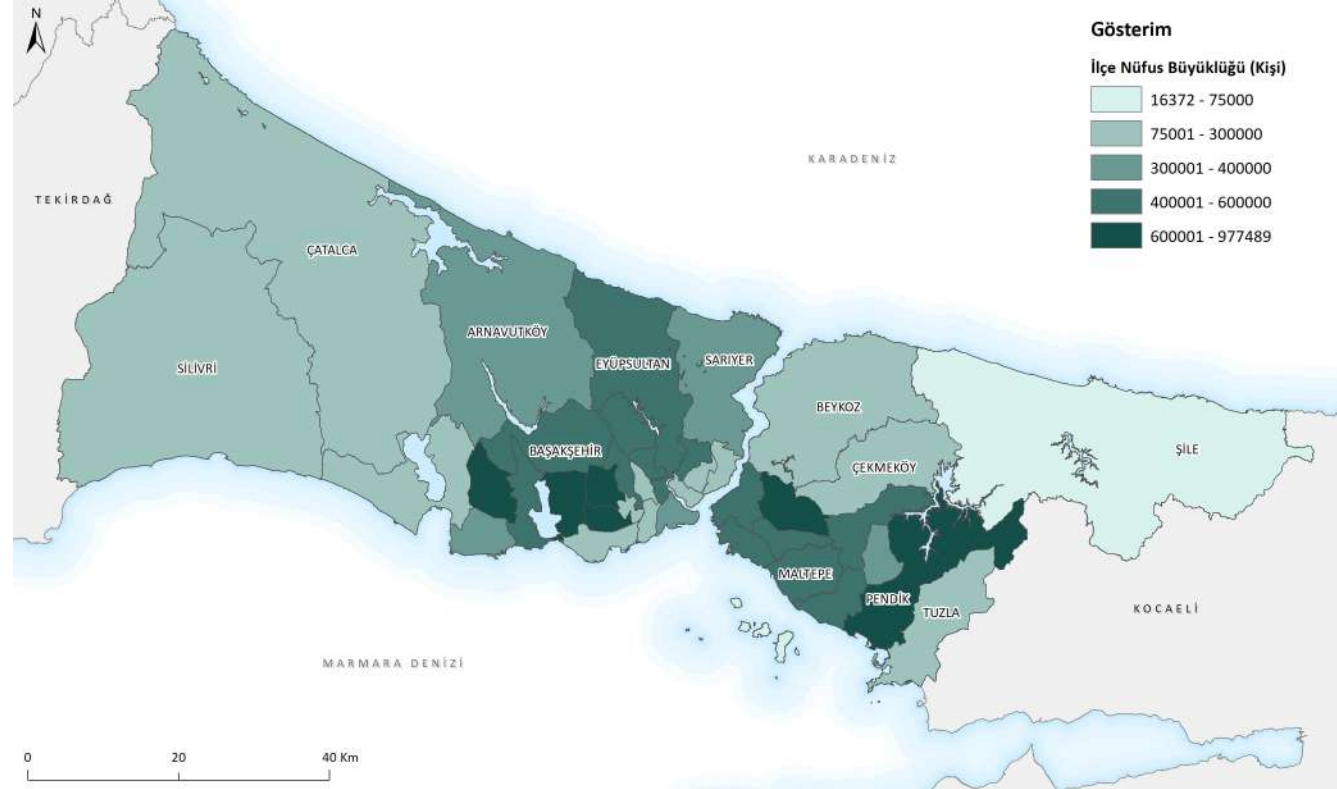 N
Gösterim
İlçe Nüfus Büyüklüğü (Kişi)
16372 - 75000
75001 - 300000
300001 - 400000
400001 - 600000
600001 - 977489
KARADENİZ
TEKİRDAĞ
ÇATALCA
ARNAVUTKÖY
SİLİVRİ
EYÜPSULTAN
SARIYER
BEYKOZ
BAŞAKŞEHİR
ÇEKMEKÖY
ŞİLE
MALTEPE
PENDİK
TUZLA
KOCAELİ
MARMARA DENİZİ
0 20 40 Km